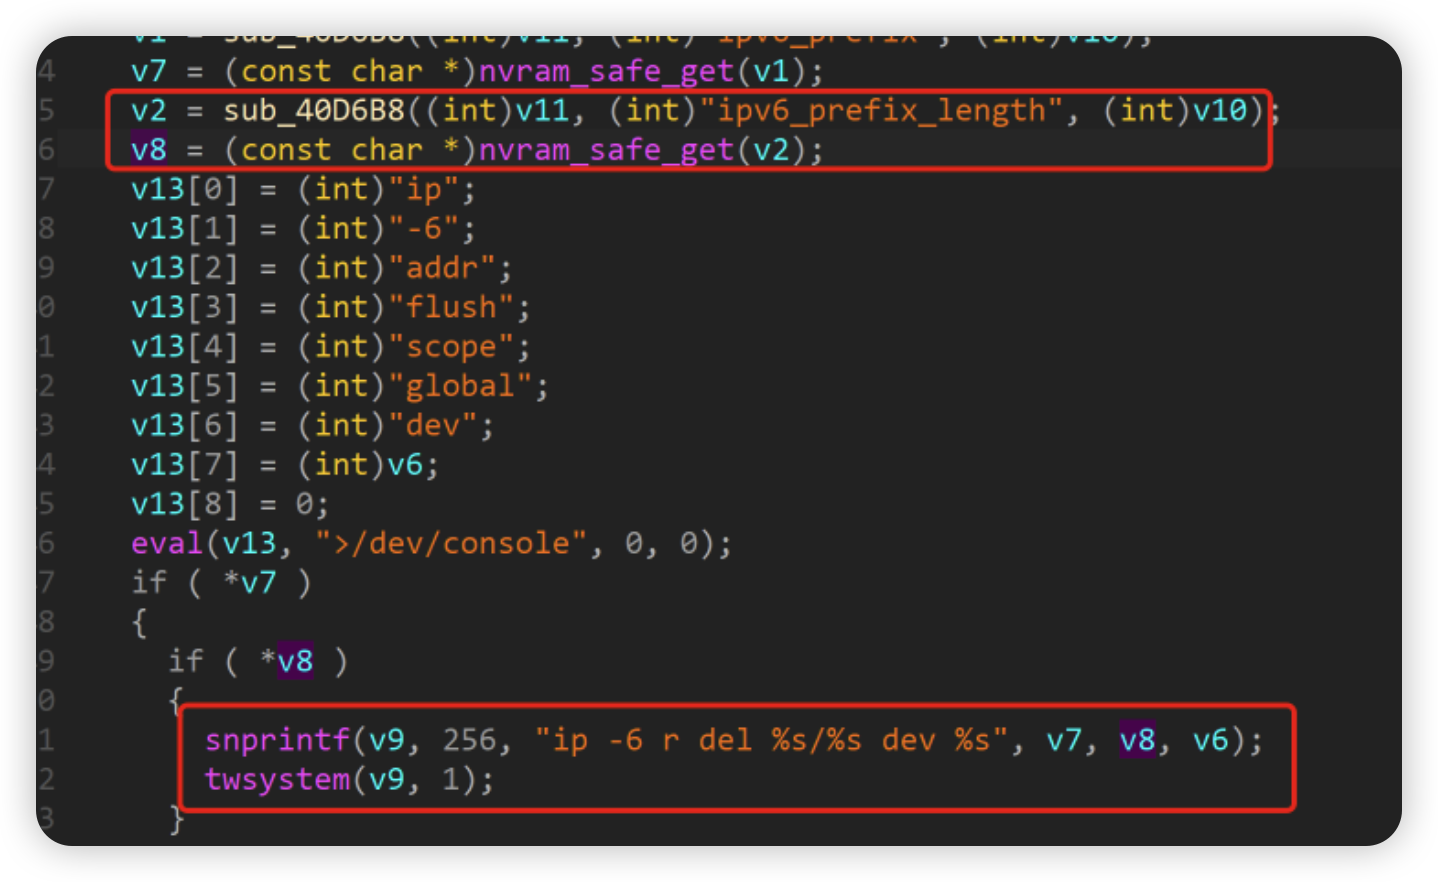 v1 = sub_40D6B8((int)v11, (int)"ipv6_prefix", (int)v10);
4 v7 = (const char *)nvram_safe_get(v1);
5 v2 = sub_40D6B8((int)v11, (int)"ipv6_prefix_length", (int)v10);
6 v8 = (const char *)nvram_safe_get(v2);
7 v13[0] = (int)"ip";
8 v13[1] = (int)"-6";
9 v13[2] = (int)"addr";
0 v13[3] = (int)"flush";
1 v13[4] = (int)"scope";
2 v13[5] = (int)"global";
3 v13[6] = (int)"dev";
4 v13[7] = (int)v6;
5 v13[8] = 0;
6 eval(v13, ">/dev/console", 0, 0);
7 if ( *v7 )
8 {
9 if ( *v8 )
0 {
1 snprintf(v9, 256, "ip -6 r del %s/%s dev %s", v7, v8, v6);
2 twsystem(v9, 1);
3 }